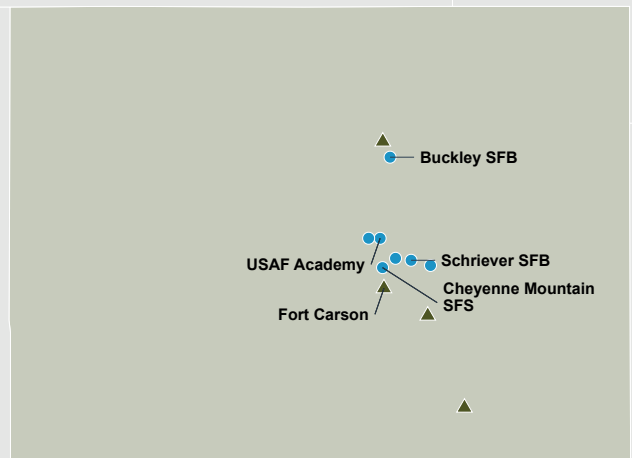 Buckley SFB
USAF Academy
Schriever SFB
Cheyenne Mountain
SFS
Fort Carson